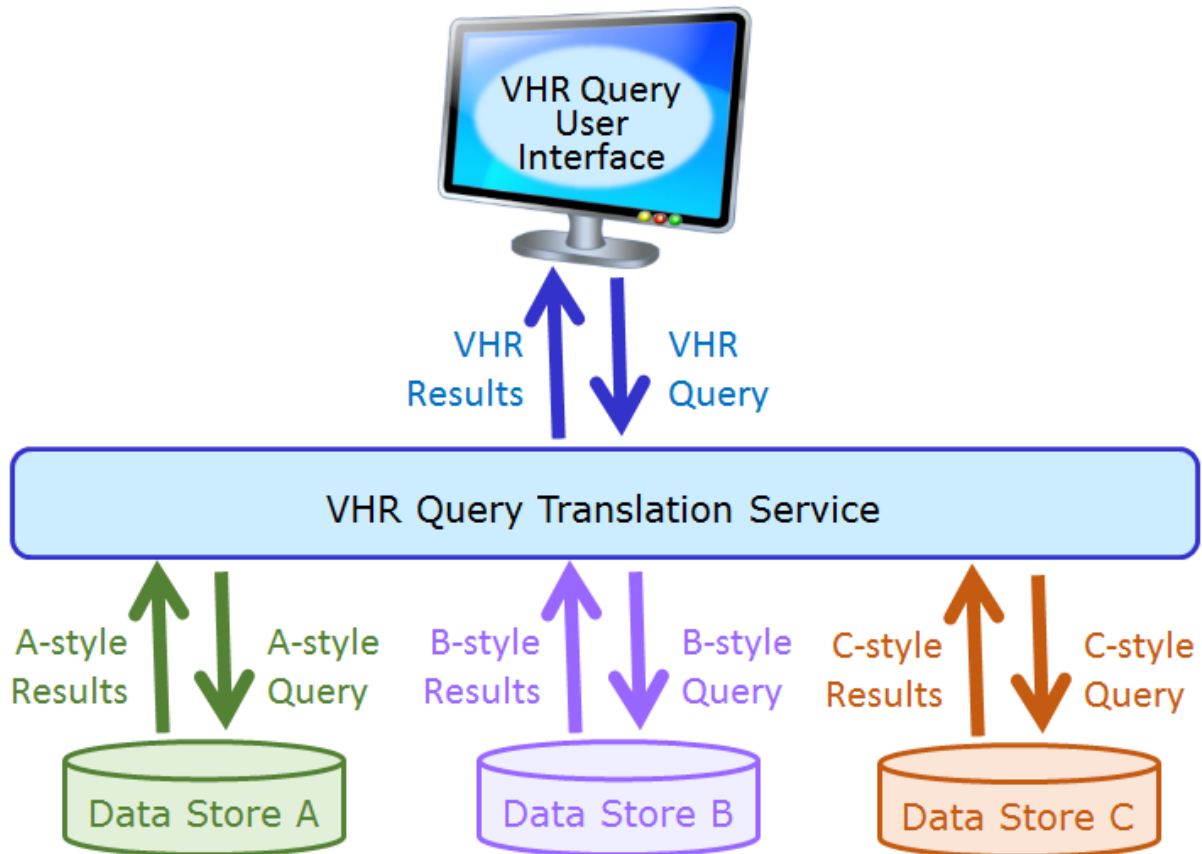 VHR Query
User
Interface
VHR
Results
VHR
Query
VHR Query Translation Service
A-style
Results
A-style
Query
B-style
Results
B-style
Query
C-style
Results
C-style
Query
Data Store A
Data Store B
Data Store C